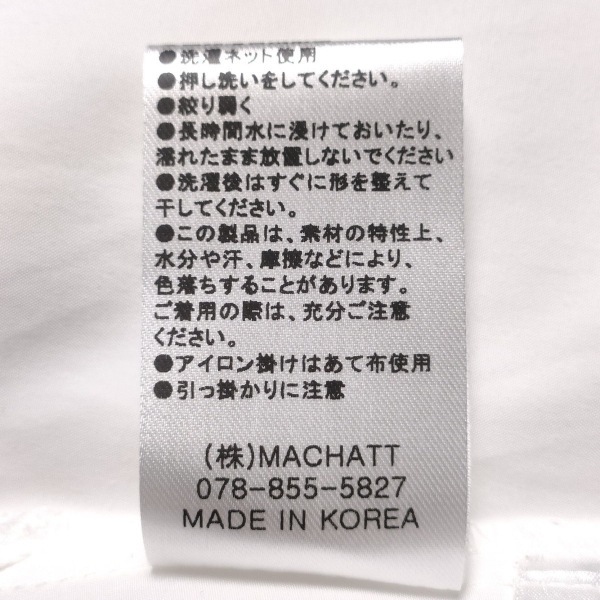 ●洗濯ネット使用
●押し洗いをしてください。
●絞り弱く
●長時間水に浸けておいたり、
濡れたまま放置しないでください
●洗濯後はすぐに形を整えて
干してください。
●この製品は、素材の特性上、
水分や汗、摩擦などにより、
色落ちすることがあります。
ご着用の際は、充分ご注意
ください。
●アイロン掛けはあて布使用
●引っ掛かりに注意
(株)MACHATT
078-855-5827
MADE IN KOREA